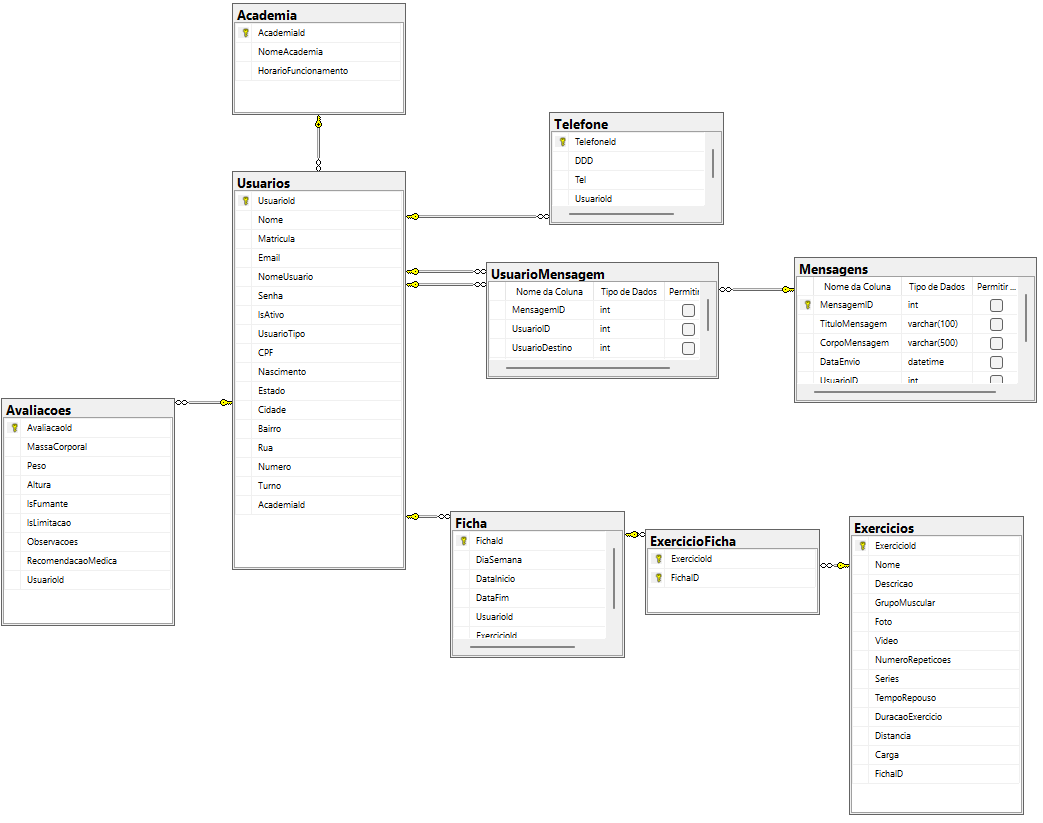 Academia
AcademiaId
NomeAcademia
HorarioFuncionamento
Telefone
TelefoneId
DDD
Tel
UsuarioId
Usuarios
UsuarioId
Nome
Matricula
Email
NomeUsuario
Senha
IsAtivo
UsuarioTipo
CPF
Nascimento
Estado
Cidade
Bairro
Rua
Numero
Turno
AcademiaId
UsuarioMensagem
Nome da Coluna Tipo de Dados Permitir
MensagemID int
UsuarioID int
UsuarioDestino int
Mensagens
Nome da Coluna Tipo de Dados Permitir ...
MensagemID int
TituloMensagem varchar(100)
CorpoMensagem varchar(500)
DataEnvio datetime
UsuarioID int
Avaliacoes
AvaliacaoId
MassaCorporal
Peso
Altura
IsFumante
IsLimitacao
Observacoes
RecomendacaoMedica
UsuarioId
Ficha
FichaId
DiaSemana
DataInicio
DataFim
UsuarioId
ExercicioId
ExercicioFicha
ExercicioId
FichaID
Exercicios
ExercicioId
Nome
Descricao
GrupoMuscular
Foto
Video
NumeroRepeticoes
Series
TempoRepouso
DuracaoExercicio
Distancia
Carga
FichaID